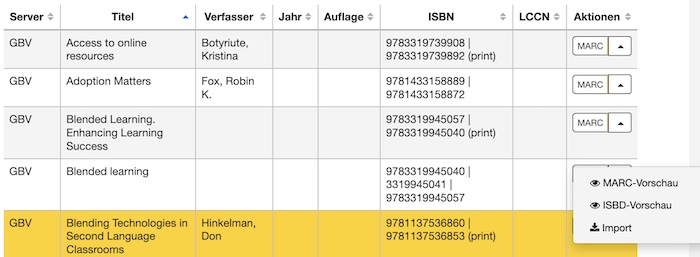 Server Titel Verfasser Jahr Auflage ISBN LCCN Aktionen
GBV Access to online Botyriute, 9783319739908 | MARC
resources Kristina 9783319739892 (print)
GBV Adoption Matters Fox, Robin 9781433158889 | MARC
K. 9781433158872
GBV Blended Learning. 9783319945057 | MARC
Enhancing Learning 9783319945040 (print)
Success
GBV Blended learning 9783319945040 |
3319945041 |
9783319945057
MARC-Vorschau
ISBD-Vorschau
Import
GBV Blending Technologies in Hinkelman, 9781137536860 |
Second Language Don 9781137536853 (print)
Classrooms